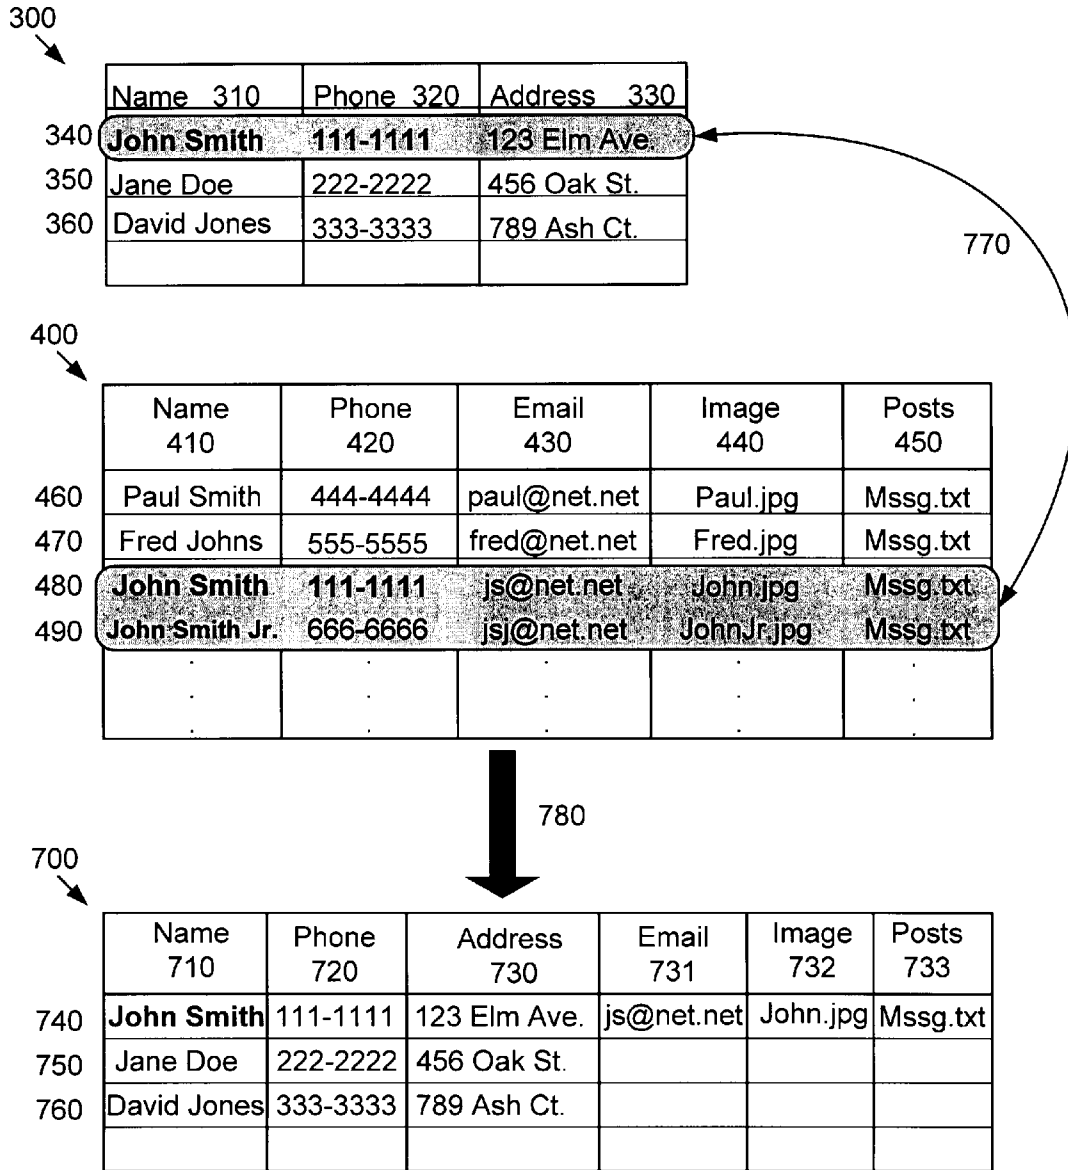 300
Name 310 Phone 320 Address 330
340 John Smith 111-1111 123 Elm Ave.
350 Jane Doe 222-2222 456 Oak St.
360 David Jones 333-3333 789 Ash Ct.
770
400
Name Phone Email Image Posts
410 420 430 440 450
460 Paul Smith 444-4444 paul@net.net Paul.jpg Mssg.txt
470 Fred Johns 555-5555 fred@net.net Fred.jpg Mssg.txt
480 John Smith 111-1111 js@net.net John.jpg Mssg.txt
490 John Smith Jr. 666-6666 jsj@net.net JohnJr.jpg Mssg.txt
. . . . .
. . . . .
. . . . .
780
700
Name Phone Address Email Image Posts
710 720 730 731 732 733
740 John Smith 111-1111 123 Elm Ave. js@net.net John.jpg Mssg.txt
750 Jane Doe 222-2222 456 Oak St.
760 David Jones 333-3333 789 Ash Ct.